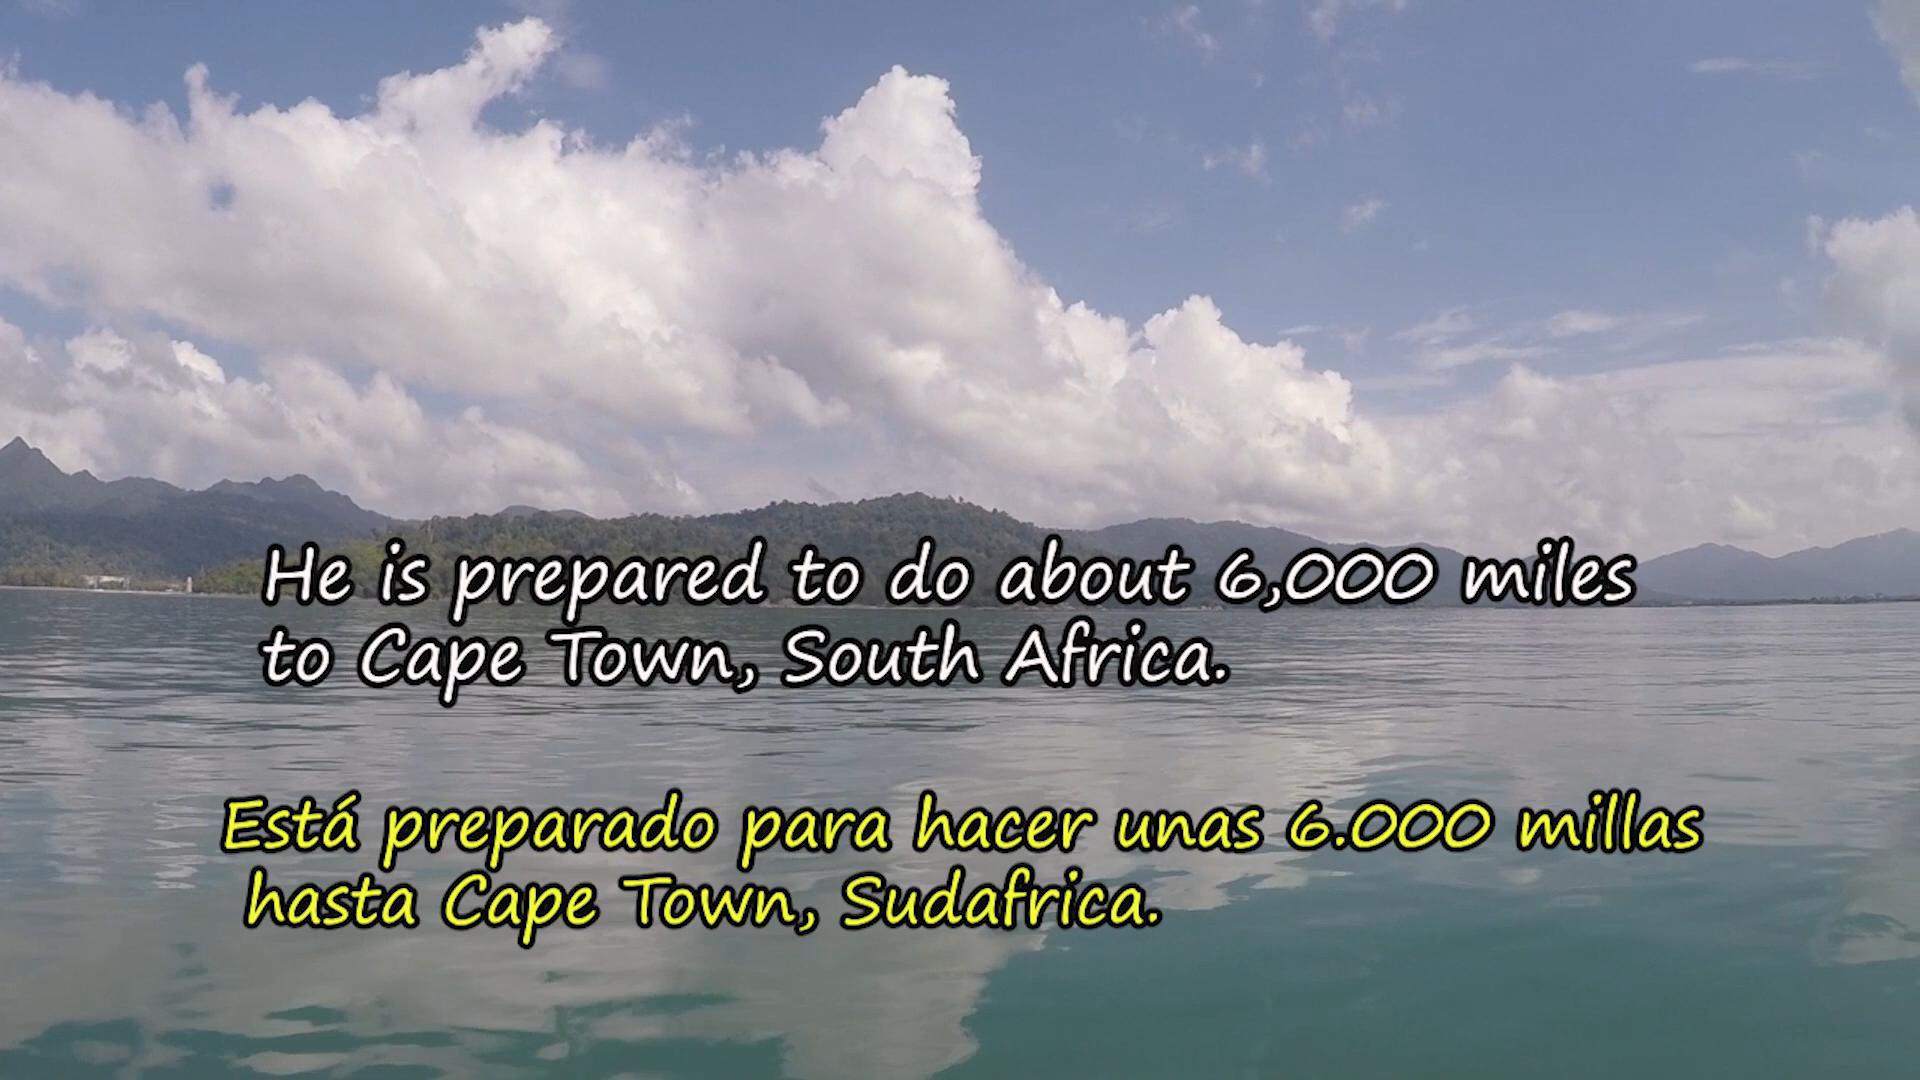 He is prepared to do about 6,000 miles
to Cape Town, South Africa.
Está preparado para hacer unas 6.000 millas
hasta Cape Town, Sudafrica.